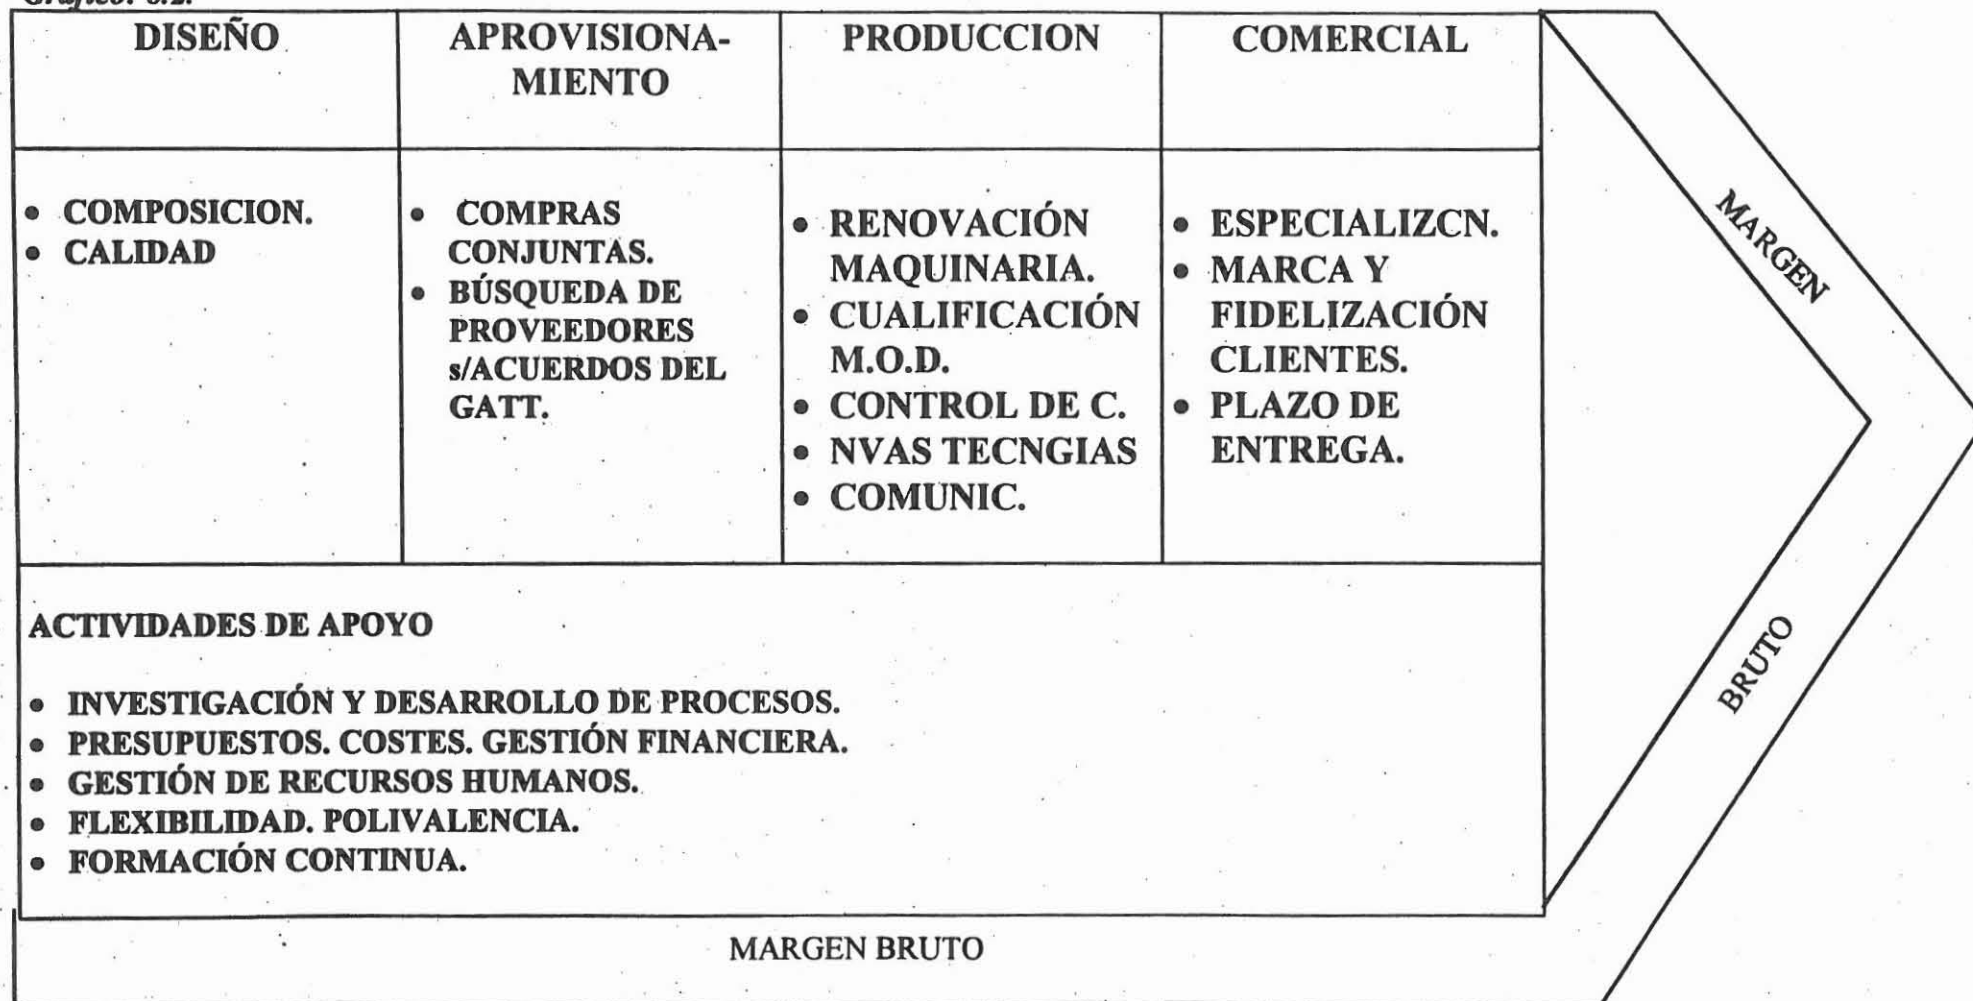 DISEÑO
APROVISIONA-
MIENTO
PRODUCCION
COMERCIAL
• COMPOSICION.
• CALIDAD
• COMPRAS
CONJUNTAS.
• BÚSQUEDA DE
PROVEEDORES
s/ACUERDOS DEL
GATT.
• RENOVACIÓN
MAQUINARIA.
• CUALIFICACIÓN
M.O.D.
• CONTROL DE C.
• NVAS TECNGIAS
• COMUNIC.
• ESPECIALIZCN.
• MARCA Y
FIDELIZACIÓN
CLIENTES.
• PLAZO DE
ENTREGA.
MARGEN
BRUTO
ACTIVIDADES DE APOYO
• INVESTIGACIÓN Y DESARROLLO DE PROCESOS.
• PRESUPUESTOS. COSTES. GESTIÓN FINANCIERA.
• GESTIÓN DE RECURSOS HUMANOS.
• FLEXIBILIDAD. POLIVALENCIA.
• FORMACIÓN CONTINUA.
MARGEN BRUTO